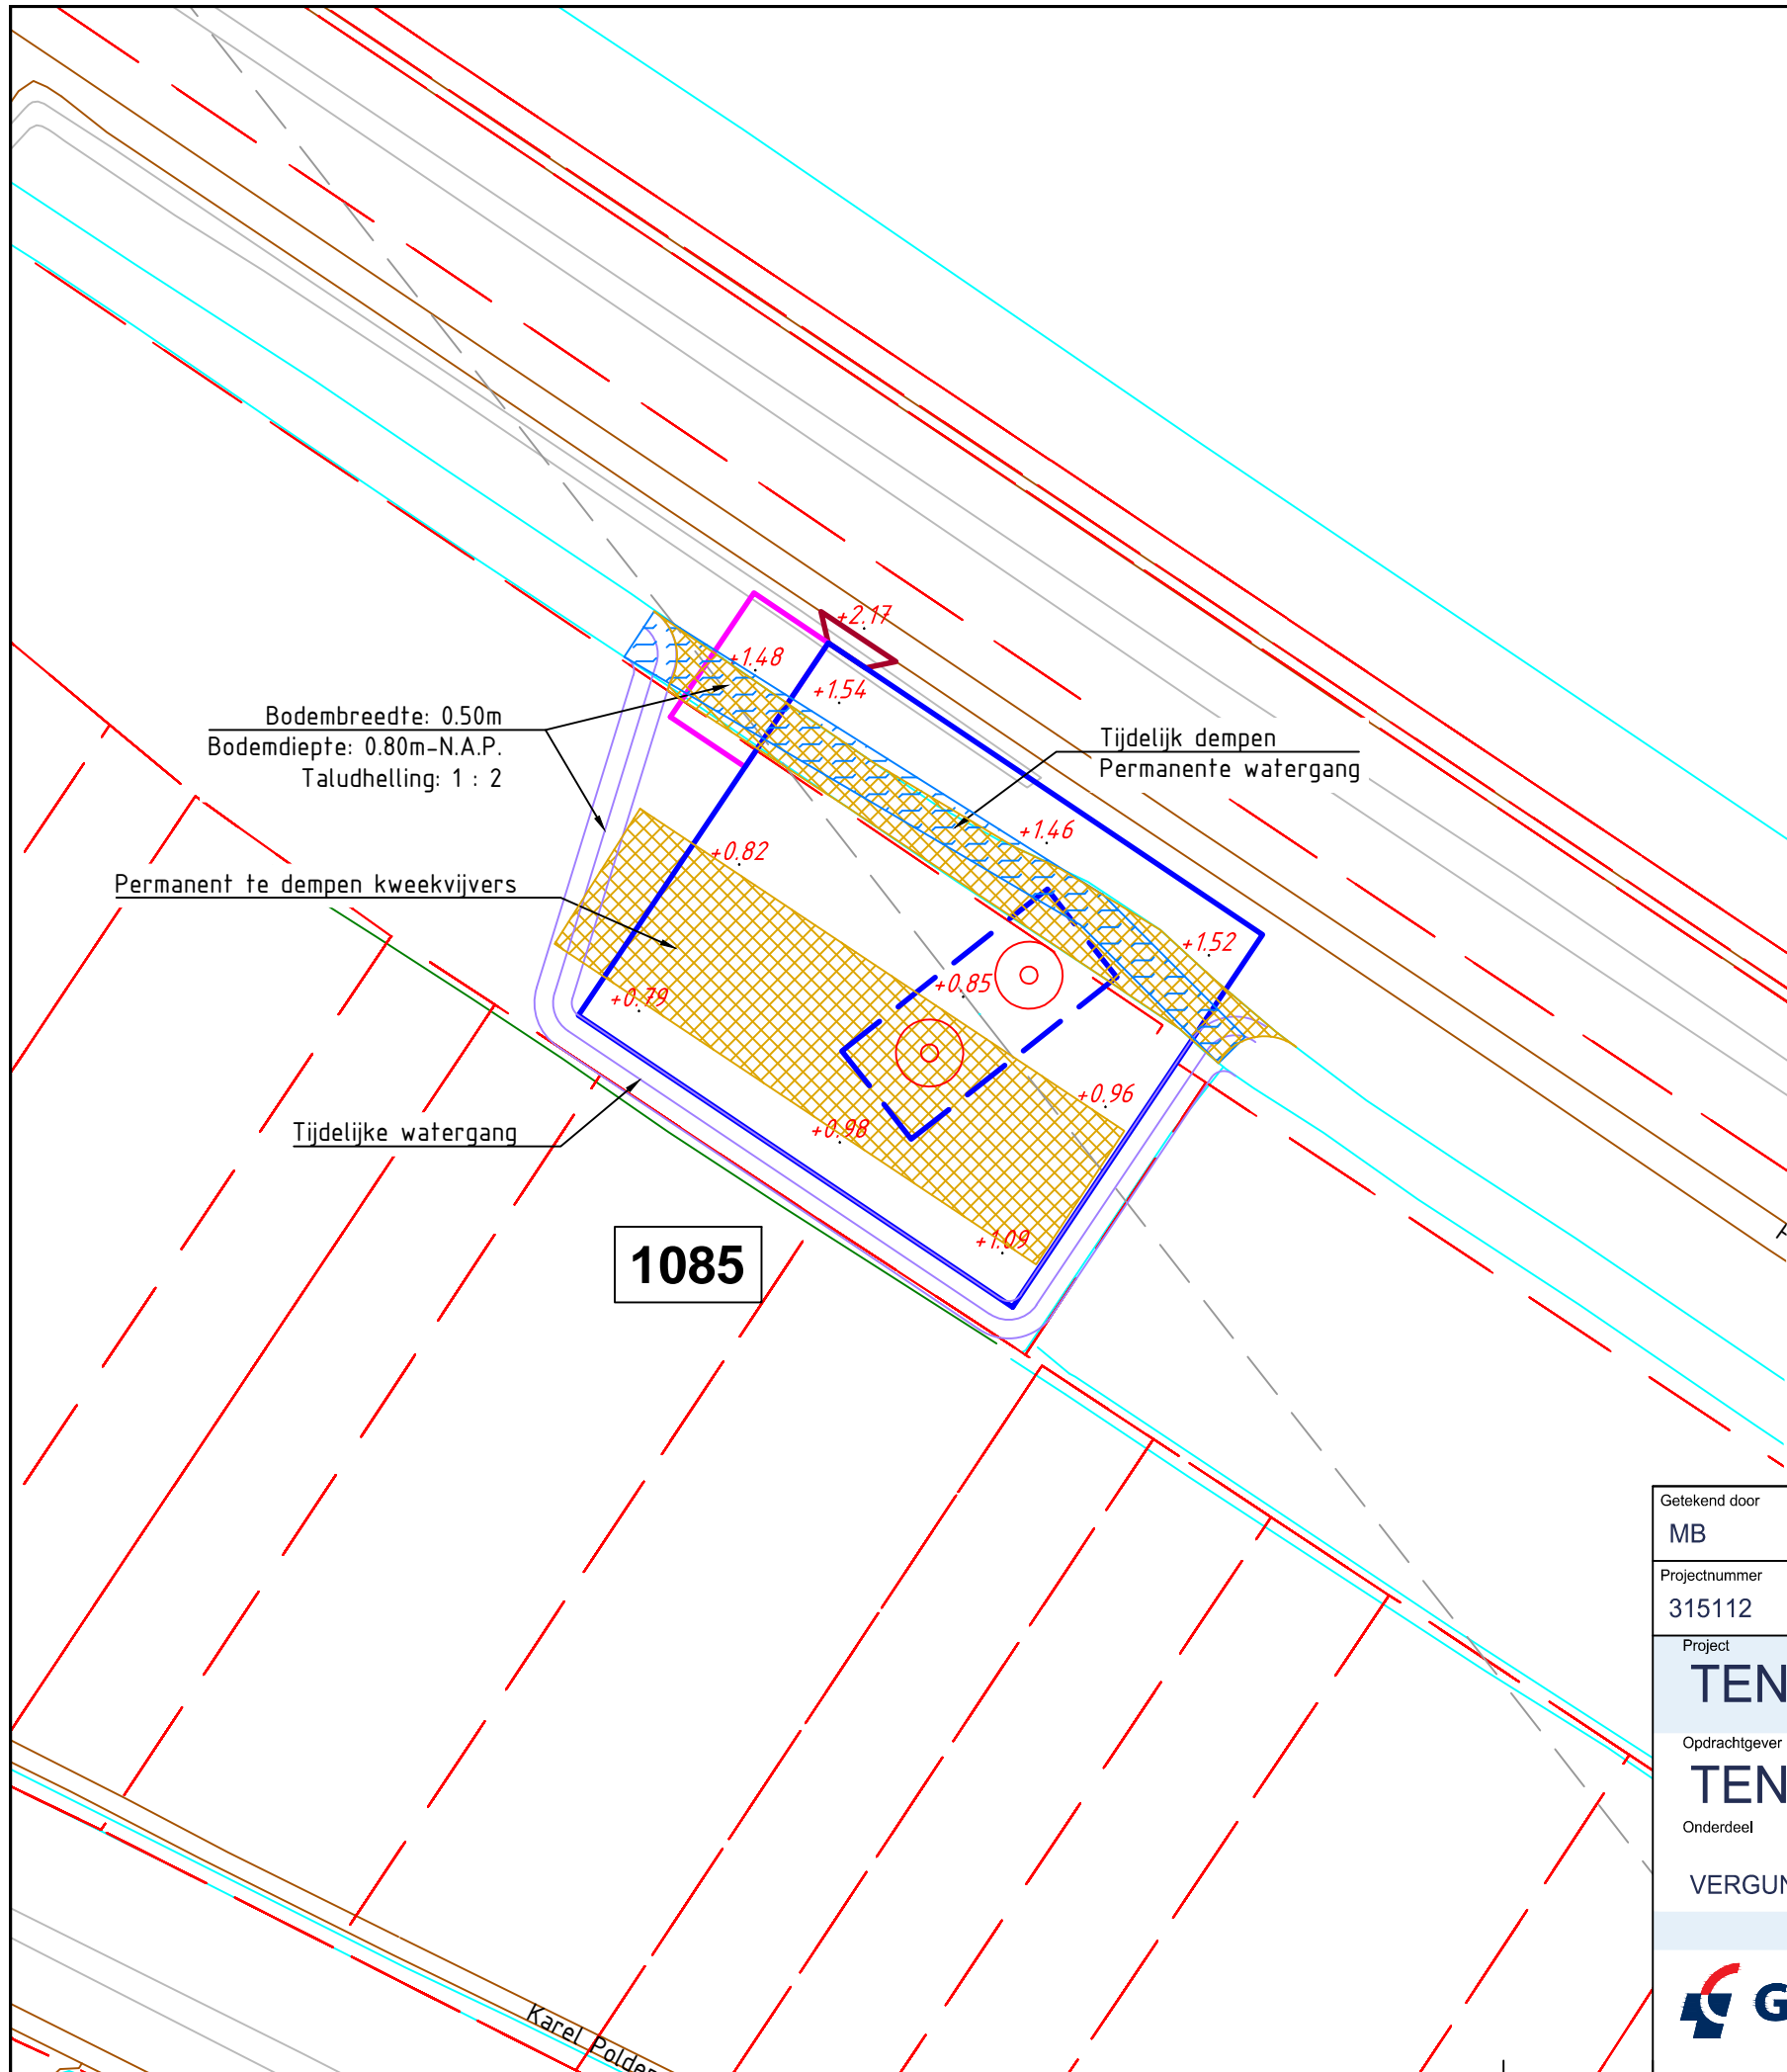 +2.17
+1.48
+1.54
Bodembreedte: 0.50m
Bodemdiepte: 0.80m-N.A.P.
Taludhelling: 1 : 2
Tijdelijk dempen
Permanente watergang
+1.46
+0.82
Permanent te dempen kweekvijvers
+1.52
+0.85
+0.79
+0.96
+0.98
Tijdelijke watergang
+1.09
1085
Getekend door
MB
Projectnummer
315112
Project
TEN
Opdrachtgever
TEN
Onderdeel
VERGUN
G
Karel Polder